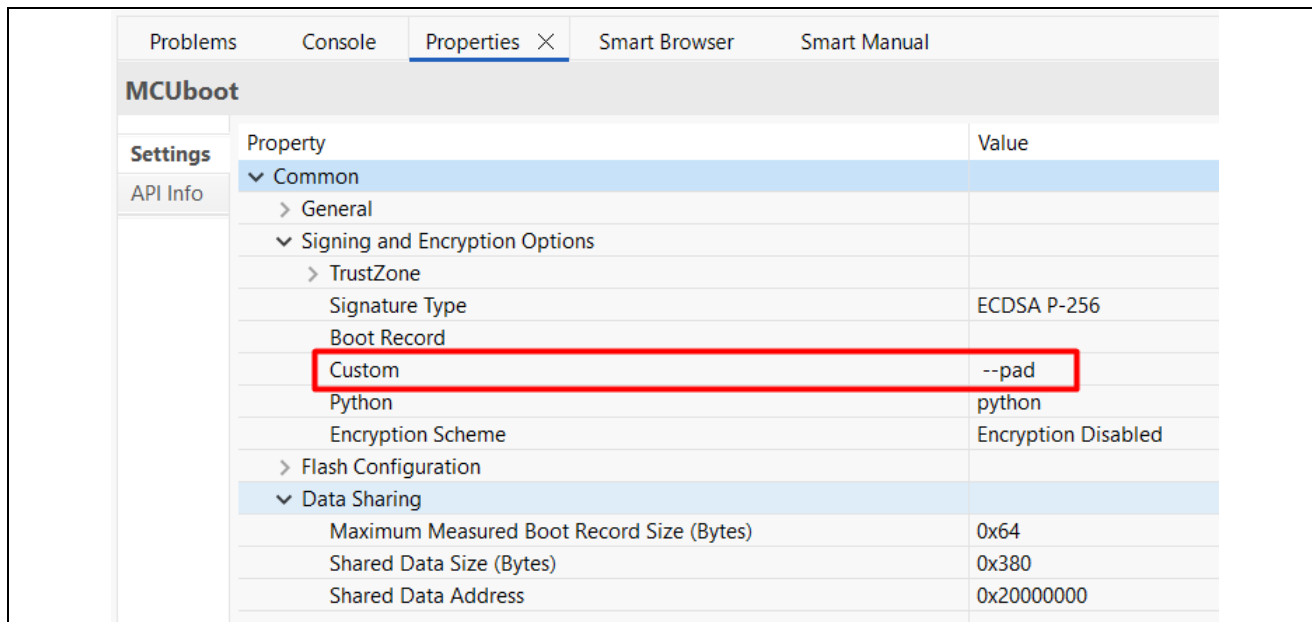 Problems Console Properties Smart Browser Smart Manual
MCUboot
Settings
API Info
Property Value
Common
General
Signing and Encryption Options
TrustZone
Signature Type ECDSA P-256
Boot Record
Custom --pad
Python python
Encryption Scheme Encryption Disabled
Flash Configuration
Data Sharing
Maximum Measured Boot Record Size (Bytes) 0x64
Shared Data Size (Bytes) 0x380
Shared Data Address 0x20000000